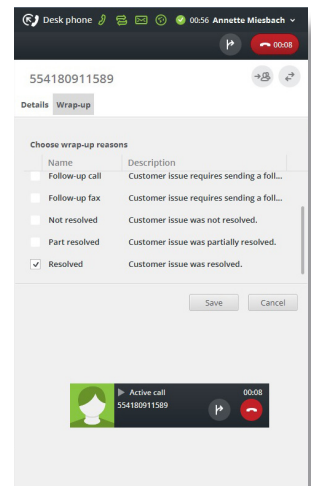 Desk phone 00:56 Annette Miesbach
00:08
554180911589
Details Wrap-up
Choose wrap-up reasons
Name Description
Follow-up call Customer issue requires sending a foll...
Follow-up fax Customer issue requires sending a foll...
Not resolved Customer issue was not resolved.
Part resolved Customer issue was partially resolved.
Resolved Customer issue was resolved.
Save Cancel
Active call 00:08
554180911589